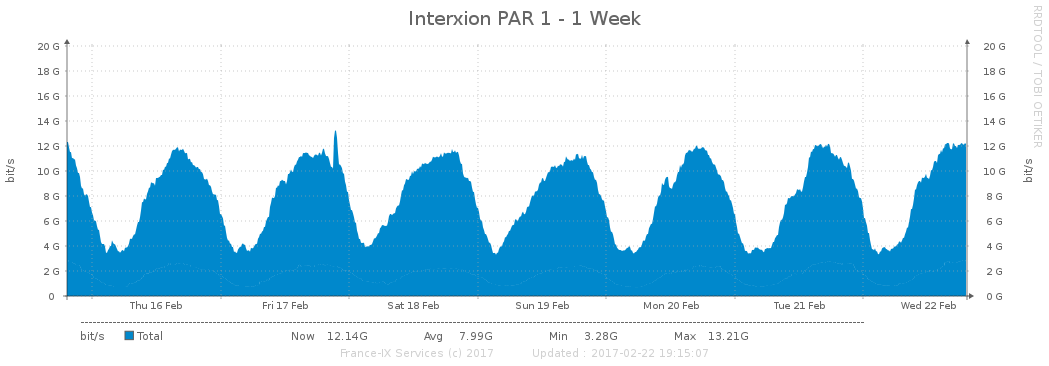 Interxion PAR 1 - 1 Week
RRDTOOL / TOBI OETIKER
bit/s
20 G 20 G
18 G 18 G
16 G 16 G
14 G 14 G
12 G 12 G
10 G 10 G
8 G 8 G
6 G 6 G
4 G 4 G
2 G 2 G
0 0 G
bit/s
Thu 16 Feb Fri 17 Feb Sat 18 Feb Sun 19 Feb Mon 20 Feb Tue 21 Feb Wed 22 Feb
bit/s Total Now 12.14G Avg 7.99G Min 3.28G Max 13.21G
France-IX Services (c) 2017 Updated : 2017-02-22 19:15:07